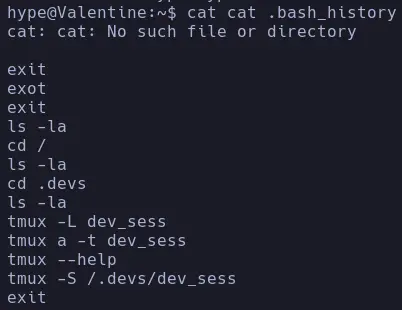 hype@Valentine:~$ cat cat .bash_history
cat: cat: No such file or directory

exit
exot
exit
ls -la
cd /
ls -la
cd .devs
ls -la
tmux -L dev_sess
tmux a -t dev_sess
tmux --help
tmux -S /.devs/dev_sess
exit